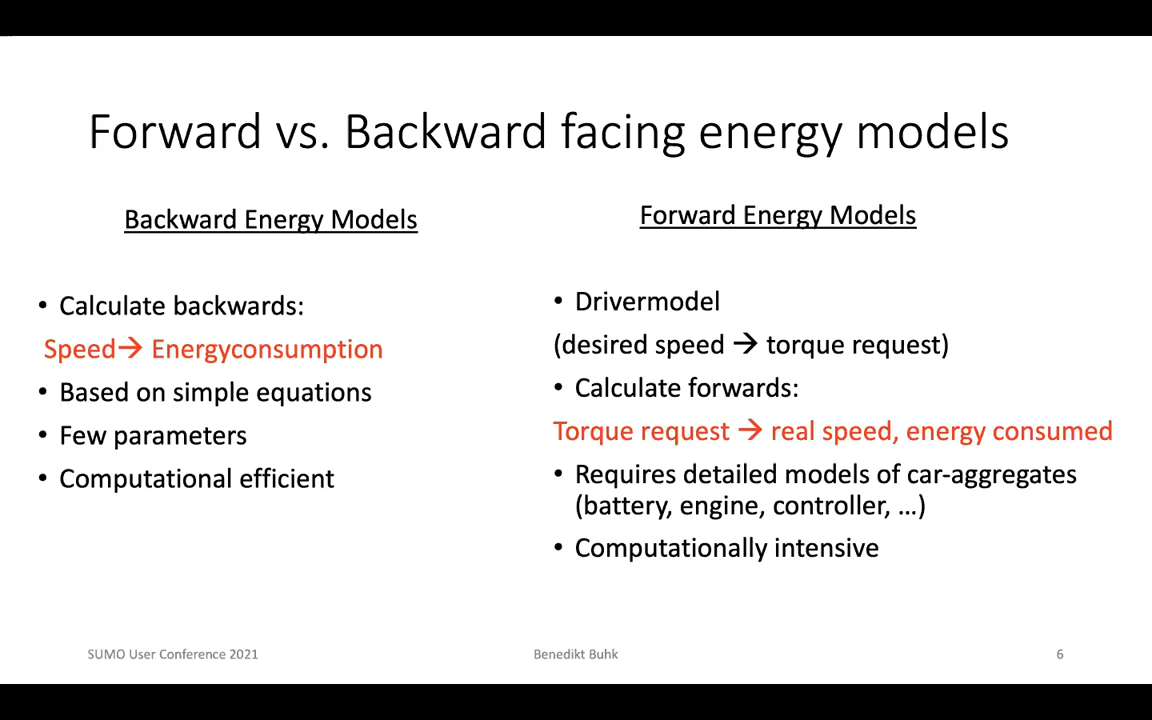 Forward vs. Backward facing energy models
Backward Energy Models
• Calculate backwards:
Speed→ Energyconsumption
• Based on simple equations
• Few parameters
• Computational efficient
Forward Energy Models
• Drivermodel
(desired speed → torque request)
• Calculate forwards:
Torque request → real speed, energy consumed
• Requires detailed models of car-aggregates
(battery, engine, controller, ...)
• Computationally intensive
SUMO User Conference 2021
Benedikt Buhk
6